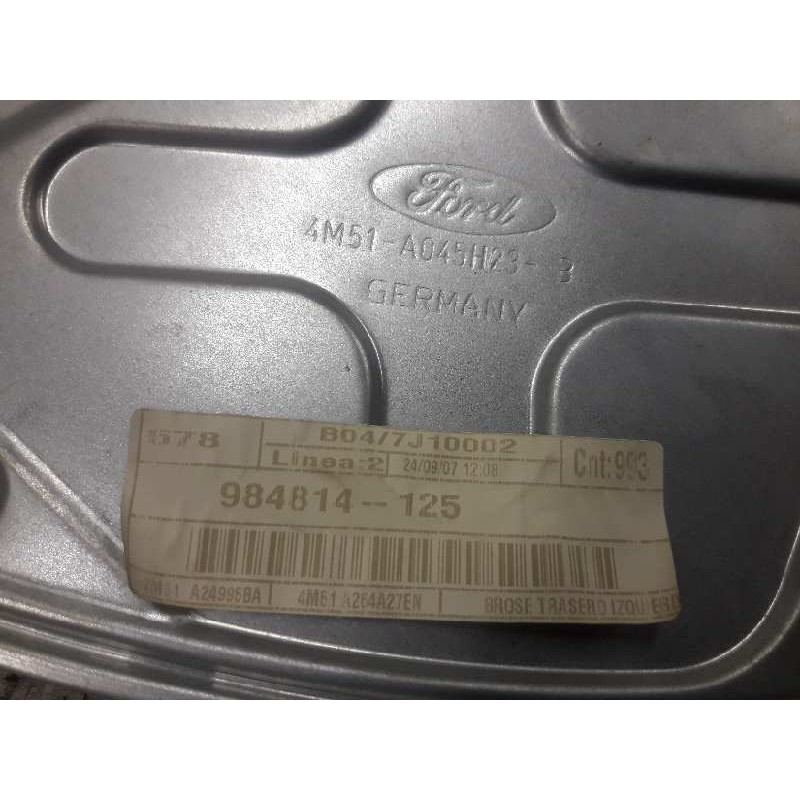 Ford
4M51-A045H23- B
GERMANY
578
B04/7J10002
Linea:2
24/09/07 12:08
Cnt:993
984814-125
4M51 A24996BA
4M51 A264A27EN
BROSE TRASERO IZQUIERD